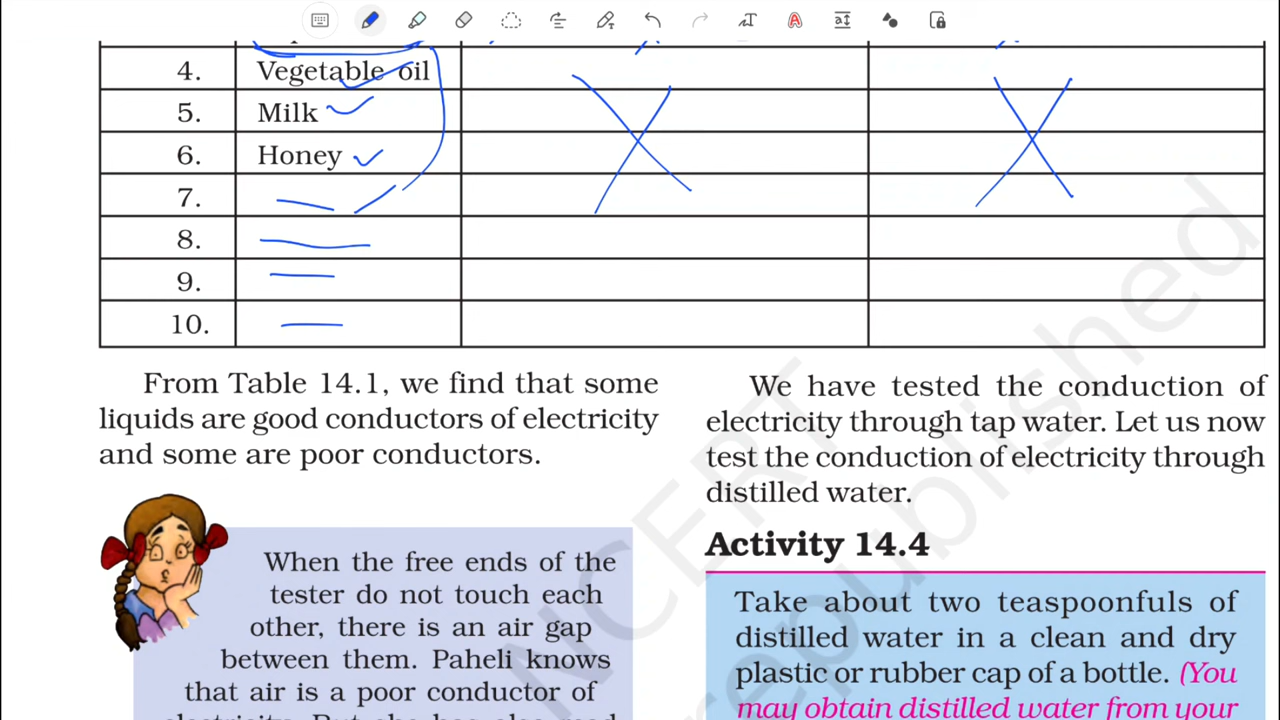 4. Vegetable oil
5. Milk
6. Honey
7.
8.
9.
10.
From Table 14.1, we find that some
liquids are good conductors of electricity
and some are poor conductors.
When the free ends of the
tester do not touch each
other, there is an air gap
between them. Paheli knows
that air is a poor conductor of
We have tested the conduction of
electricity through tap water. Let us now
test the conduction of electricity through
distilled water.
Activity 14.4
Take about two teaspoonfuls of
distilled water in a clean and dry
plastic or rubber cap of a bottle. (You
may obtain distilled water from your
NCERT
republished